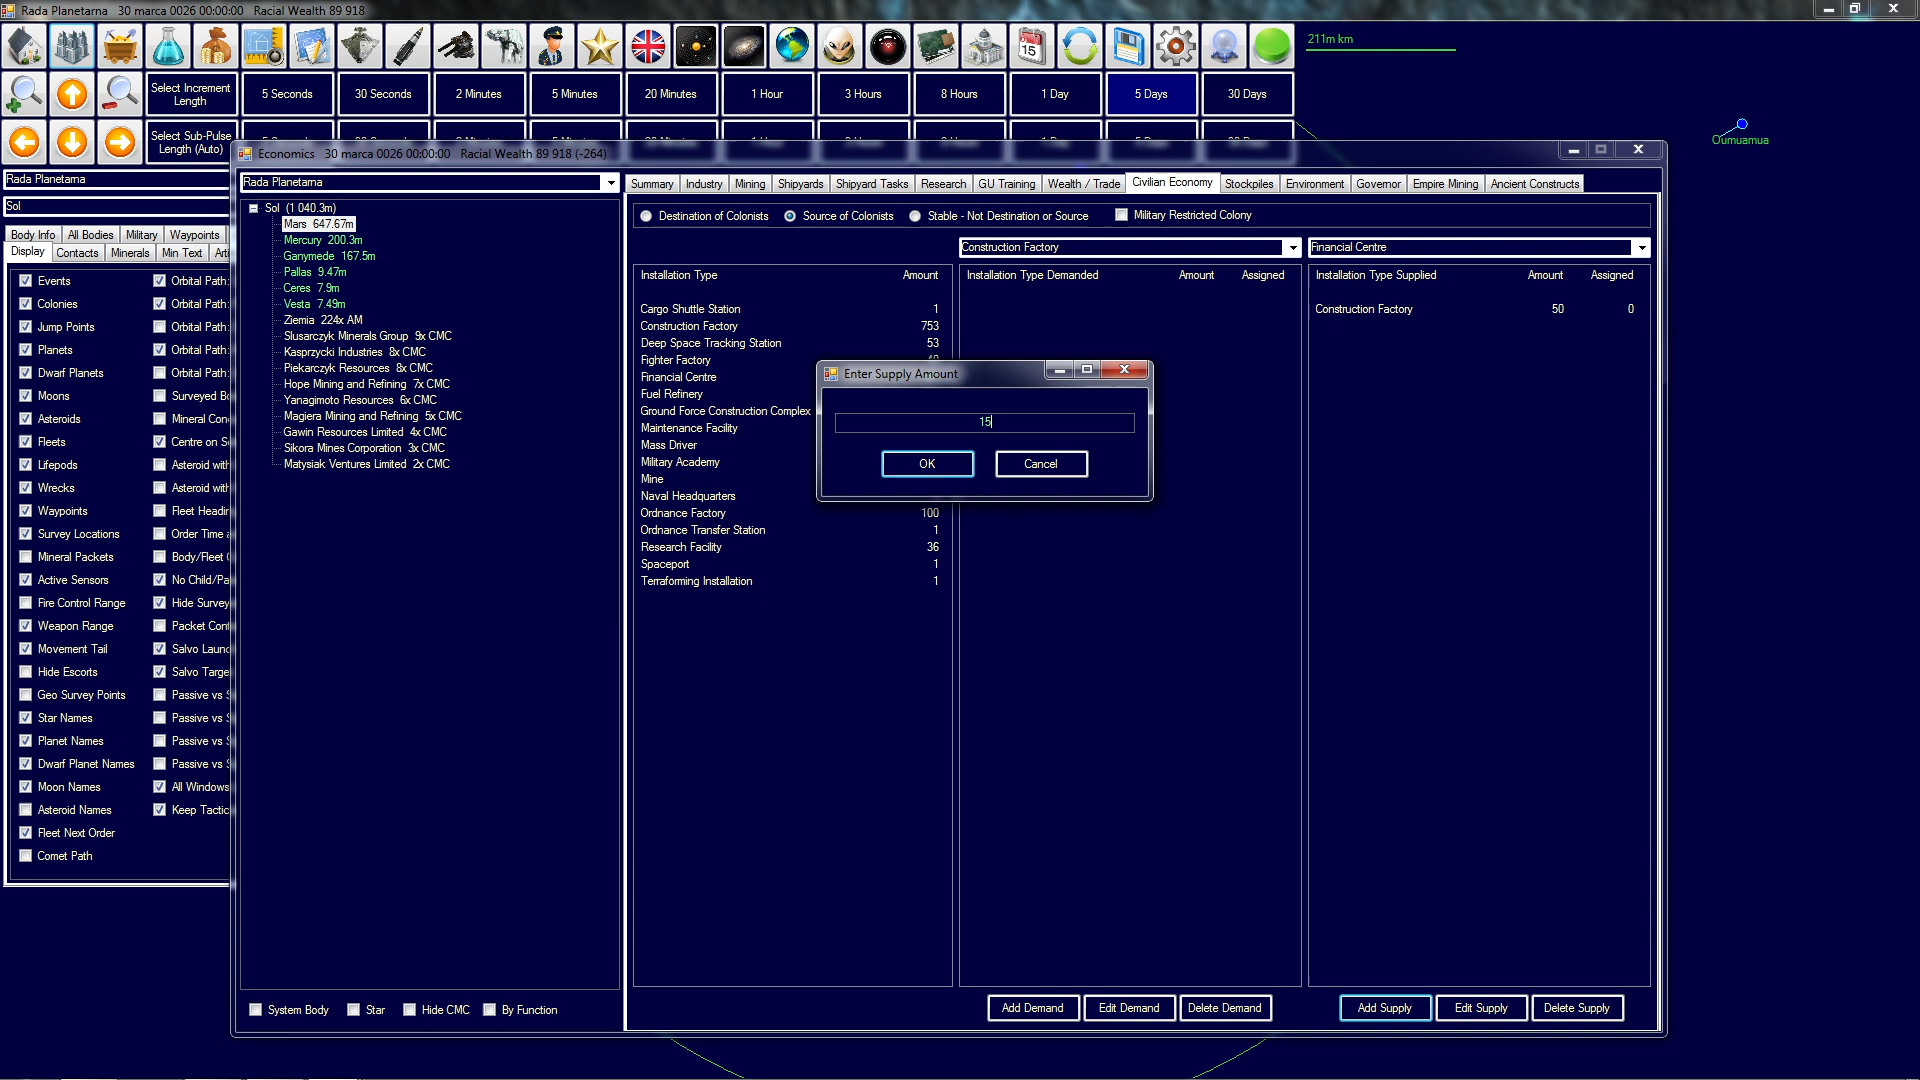 Rada Planetarna 30 marca 0026 00:00:00 Racial Wealth 89 918
15
211m km
Select Increment Length
5 Seconds
30 Seconds
2 Minutes
5 Minutes
20 Minutes
1 Hour
3 Hours
8 Hours
1 Day
5 Days
30 Days
Select Sub-Pulse Length (Auto)
Oumuamua
Rada Planetarna
Sol
Body Info All Bodies Military Waypoints
Display Contacts Minerals Min Text
Events
Colonies
Jump Points
Planets
Dwarf Planets
Moons
Asteroids
Fleets
Lifepods
Wrecks
Waypoints
Survey Locations
Mineral Packets
Active Sensors
Fire Control Range
Weapon Range
Movement Tail
Hide Escorts
Geo Survey Points
Star Names
Planet Names
Dwarf Planet Names
Moon Names
Asteroid Names
Fleet Next Order
Comet Path
Orbital Path:
Orbital Path:
Orbital Path:
Orbital Path:
Orbital Path:
Surveyed
Mineral
Centre on
Asteroid
Asteroid
Fleet
Order Time
Body/Fleet
No
Hide Survey
Packet
Salvo
Salvo
Passive vs
Passive vs
Passive vs
Passive vs
All Windows
Keep
Economics 30 marca 0026 00:00:00 Racial Wealth 89 918 (-264)
Rada Planetarna
Sol (1 040.3m)
Mars 647.67m
Mercury 200.3m
Ganymede 167.5m
Pallas 9.47m
Ceres 7.9m
Vesta 7.49m
Ziemia 224x AM
Slusarczyk Minerals Group 9x CMC
Kasprzycki Industries 8x CMC
Piekarczyk Resources 8x CMC
Hope Mining and Refining 7x CMC
Yanagimoto Resources 6x CMC
Magiera Mining and Refining 5x CMC
Gawin Resources Limited 4x CMC
Sikora Mines Corporation 3x CMC
Matysiak Ventures Limited 2x CMC
System Body Star Hide CMC By Function
Summary Industry Mining Shipyards Shipyard Tasks Research GU Training Wealth / Trade Civilian Economy Stockpiles Environment Governor Empire Mining Ancient Constructs
Destination of Colonists Source of Colonists Stable - Not Destination or Source Military Restricted Colony
Construction Factory
Financial Centre
Installation Type Amount
Cargo Shuttle Station 1
Construction Factory 753
Deep Space Tracking Station 53
Fighter Factory
Financial Centre
Fuel Refinery
Ground Force Construction Complex
Maintenance Facility
Mass Driver
Military Academy
Mine
Naval Headquarters
Ordnance Factory 100
Ordnance Transfer Station 1
Research Facility 36
Spaceport 1
Terraforming Installation 1
Installation Type Demanded Amount Assigned
Installation Type Supplied Amount Assigned
Construction Factory 50 0
Enter Supply Amount
15
OK Cancel
Add Demand Edit Demand Delete Demand
Add Supply Edit Supply Delete Supply